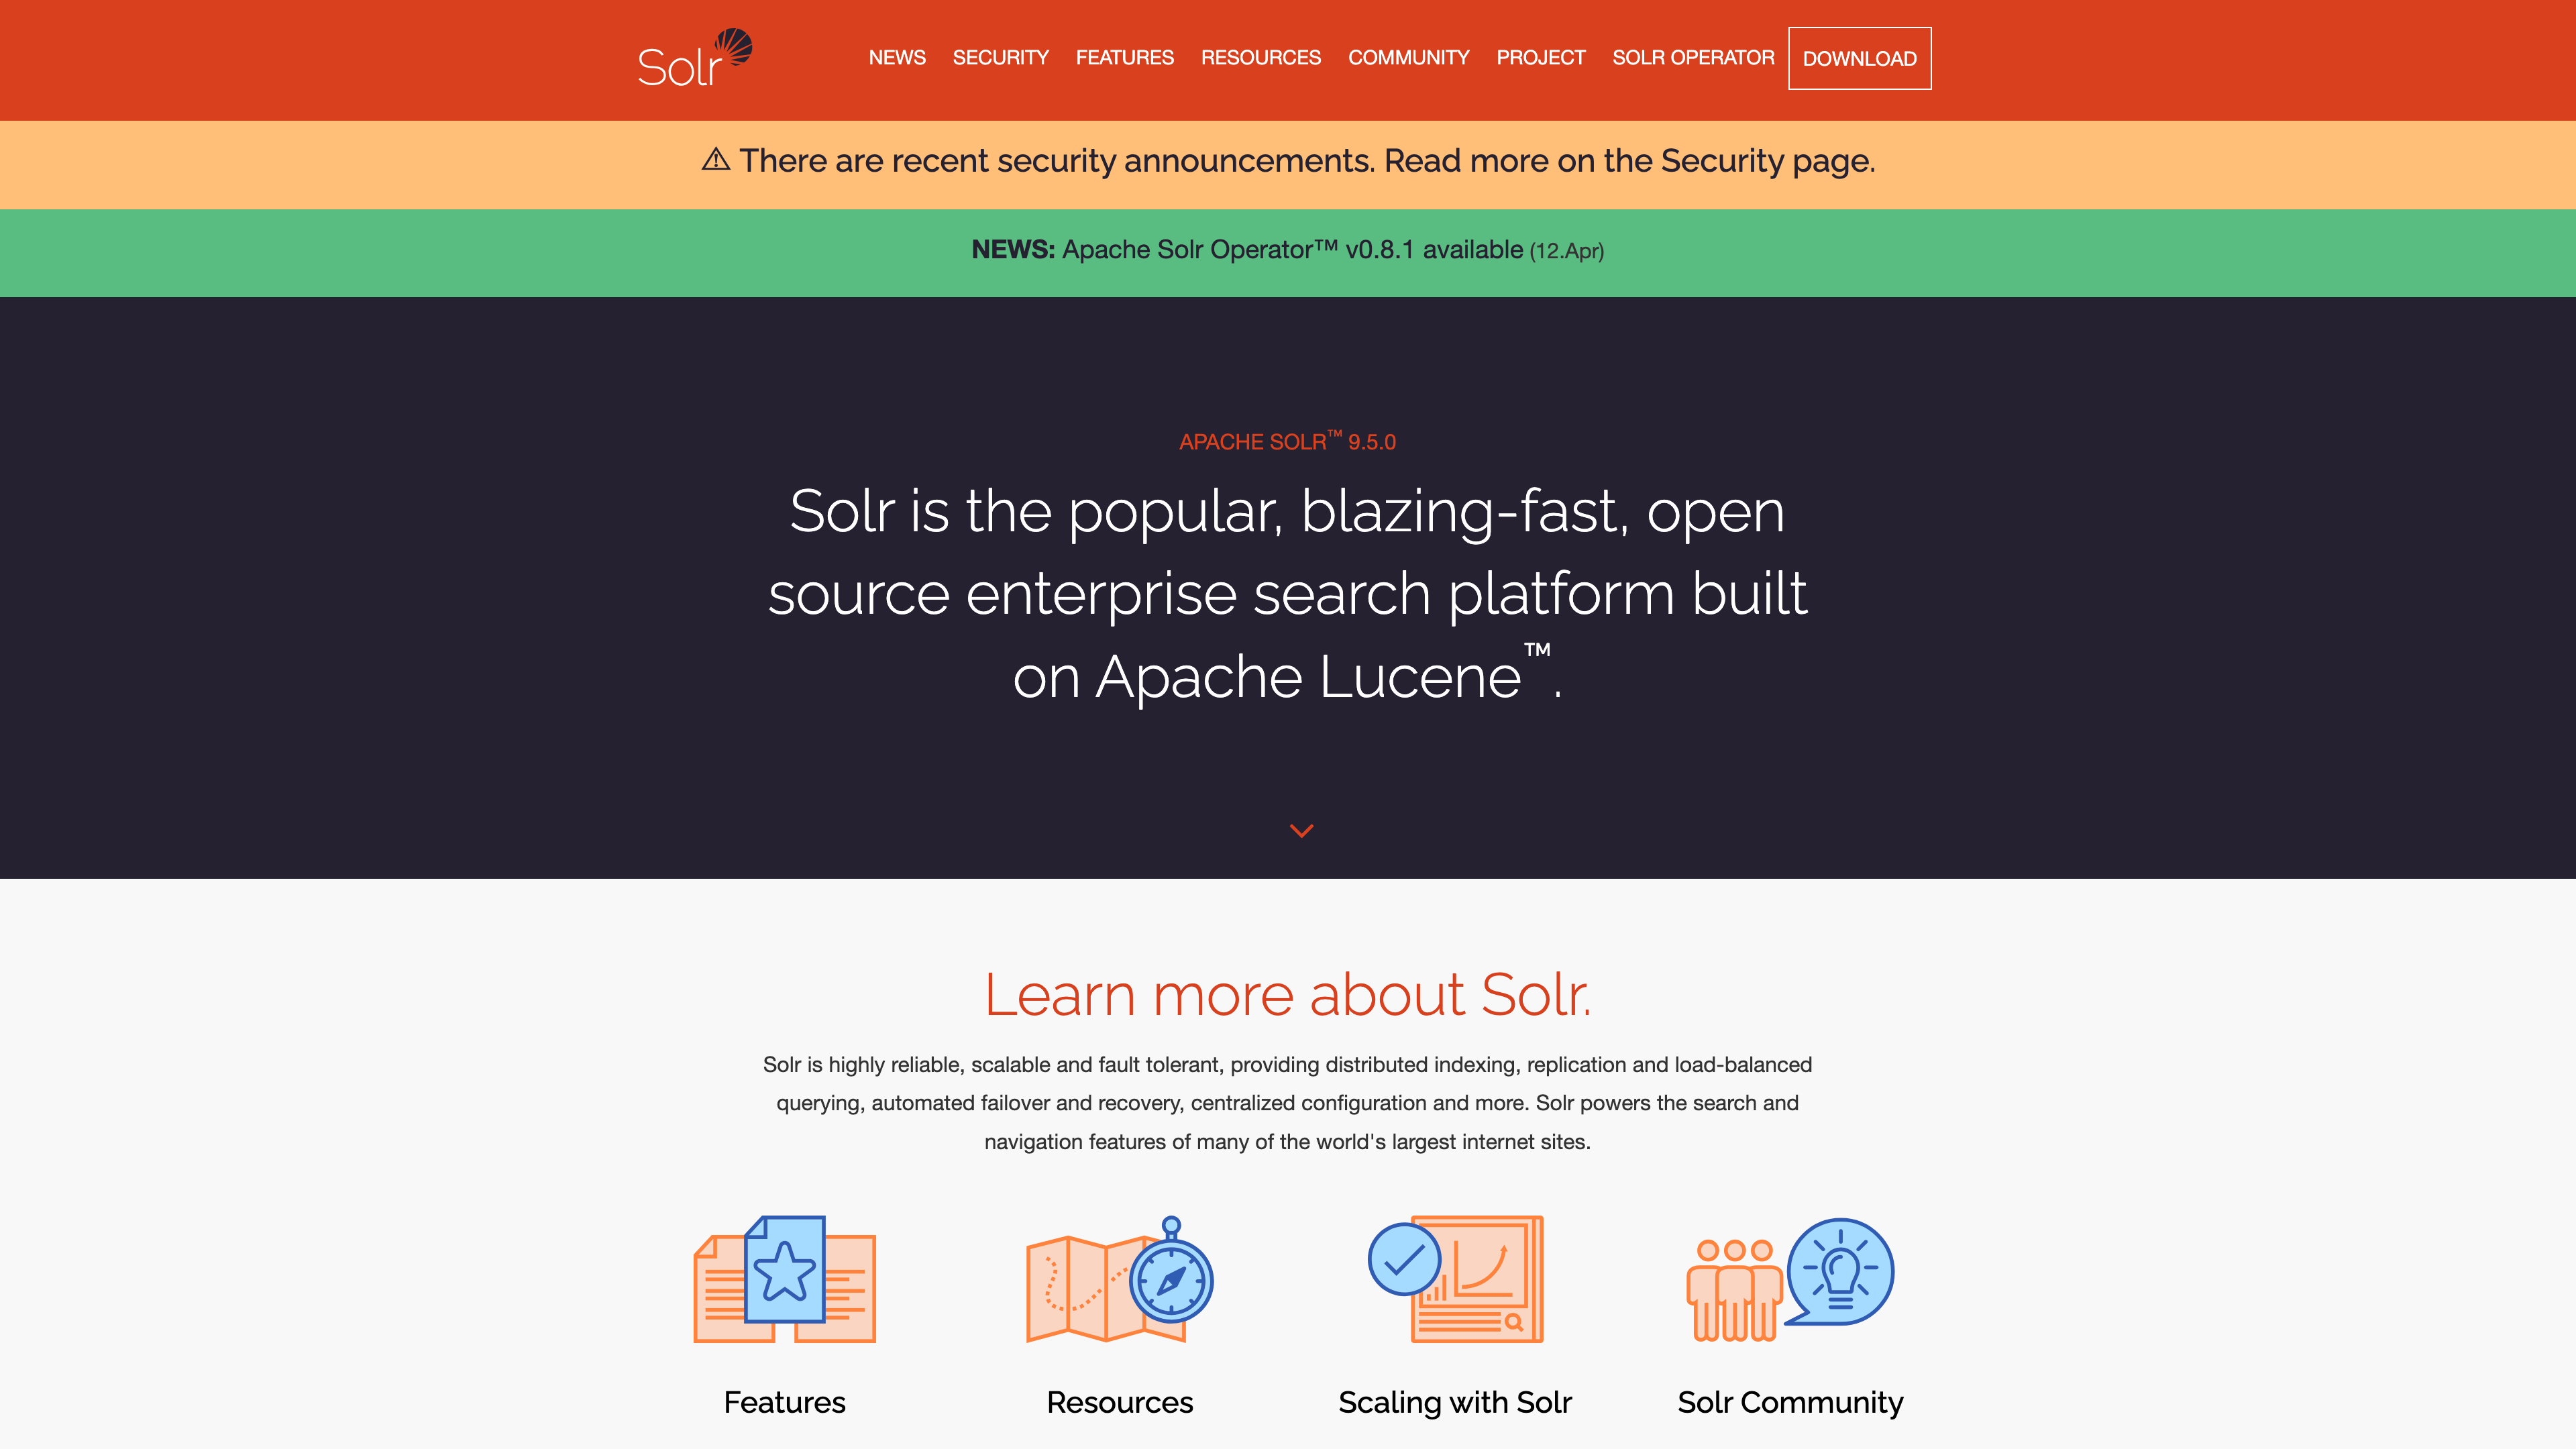 Solr
NEWS SECURITY FEATURES RESOURCES COMMUNITY PROJECT SOLR OPERATOR DOWNLOAD
⚠ There are recent security announcements. Read more on the Security page.
NEWS: Apache Solr Operator™ v0.8.1 available (12.Apr)
APACHE SOLR™ 9.5.0
Solr is the popular, blazing-fast, open
source enterprise search platform built
on Apache Lucene™.
Learn more about Solr.
Solr is highly reliable, scalable and fault tolerant, providing distributed indexing, replication and load-balanced
querying, automated failover and recovery, centralized configuration and more. Solr powers the search and
navigation features of many of the world's largest internet sites.
Features
Resources
Scaling with Solr
Solr Community